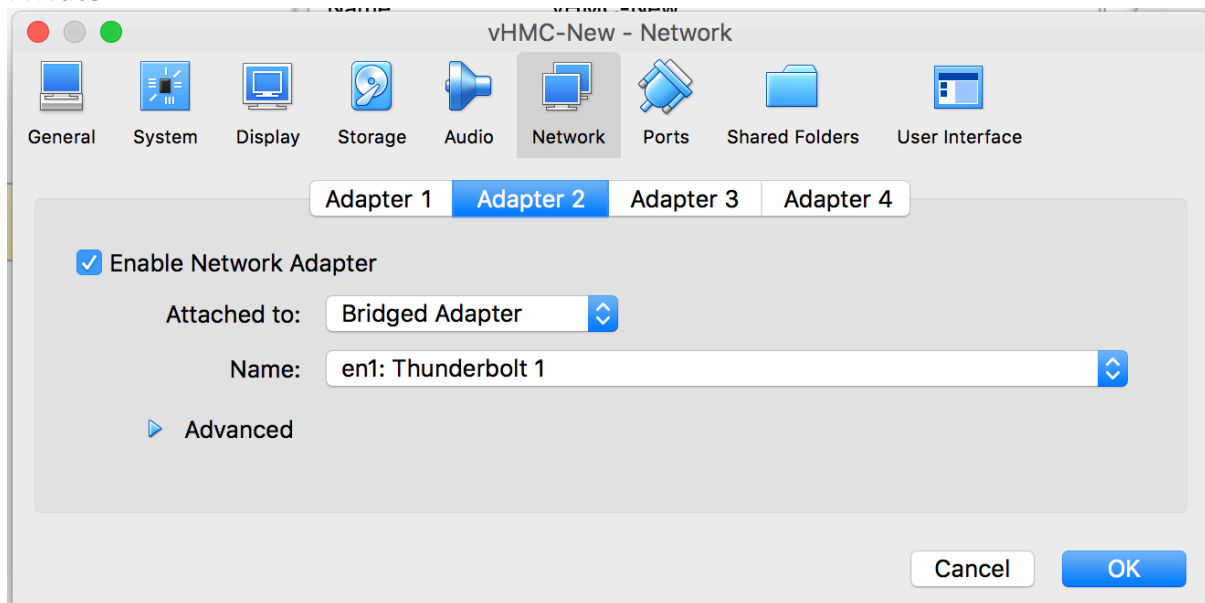 vHMC-New - Network
General System Display Storage Audio Network Ports Shared Folders User Interface
Adapter 1 Adapter 2 Adapter 3 Adapter 4
Enable Network Adapter
Attached to: Bridged Adapter
Name: en1: Thunderbolt 1
Advanced
Cancel OK